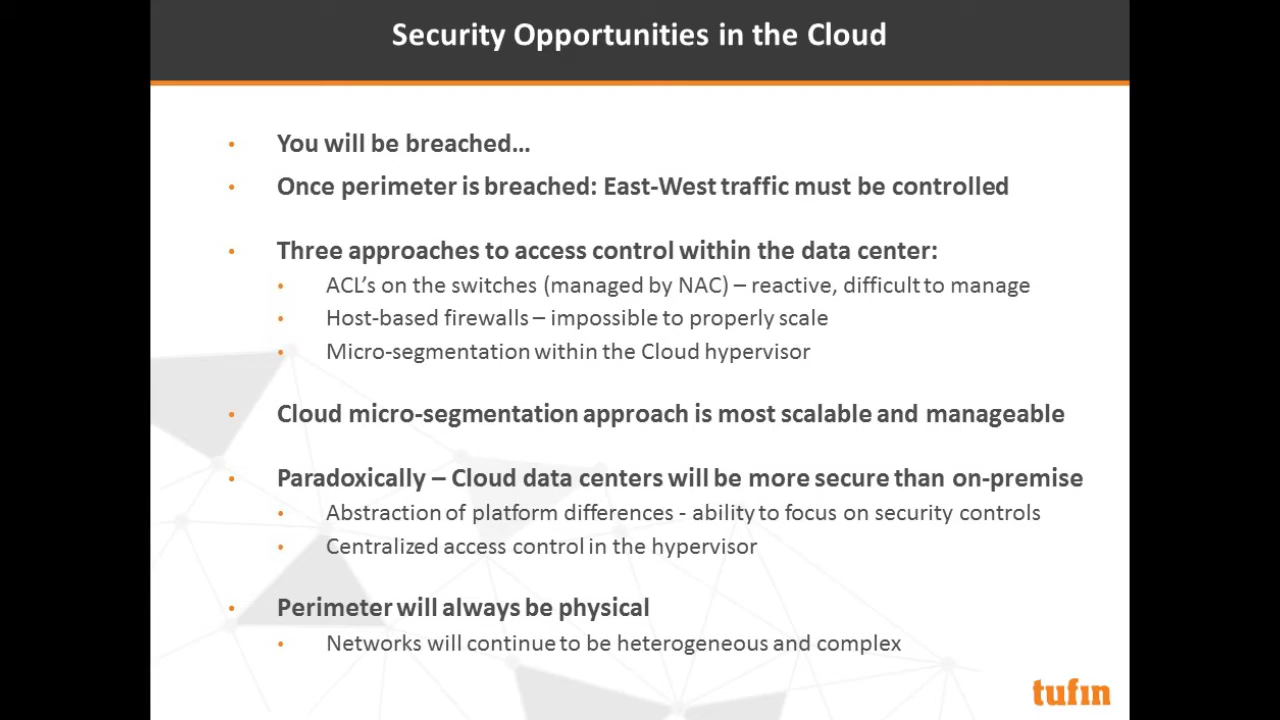 Security Opportunities in the Cloud
• You will be breached…
• Once perimeter is breached: East-West traffic must be controlled
• Three approaches to access control within the data center:
• ACL’s on the switches (managed by NAC) – reactive, difficult to manage
• Host-based firewalls – impossible to properly scale
• Micro-segmentation within the Cloud hypervisor
• Cloud micro-segmentation approach is most scalable and manageable
• Paradoxically – Cloud data centers will be more secure than on-premise
• Abstraction of platform differences - ability to focus on security controls
• Centralized access control in the hypervisor
• Perimeter will always be physical
• Networks will continue to be heterogeneous and complex
tufin